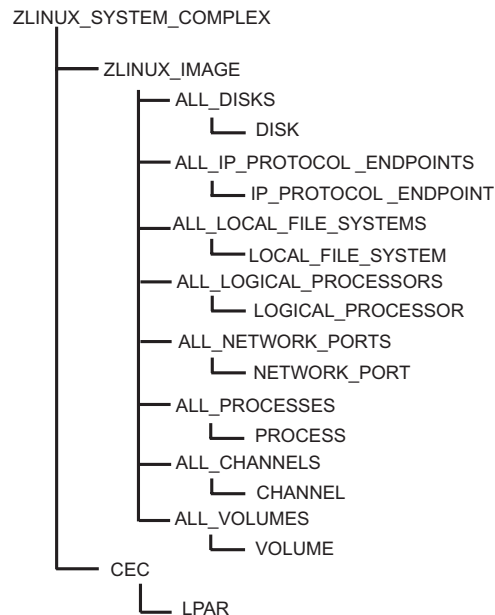 ZLINUX_SYSTEM_COMPLEX
ZLINUX_IMAGE
ALL_DISKS
DISK
ALL_IP_PROTOCOL _ENDPOINTS
IP_PROTOCOL _ENDPOINT
ALL_LOCAL_FILE_SYSTEMS
LOCAL_FILE_SYSTEM
ALL_LOGICAL_PROCESSORS
LOGICAL_PROCESSOR
ALL_NETWORK_PORTS
NETWORK_PORT
ALL_PROCESSES
PROCESS
ALL_CHANNELS
CHANNEL
ALL_VOLUMES
VOLUME
CEC
LPAR